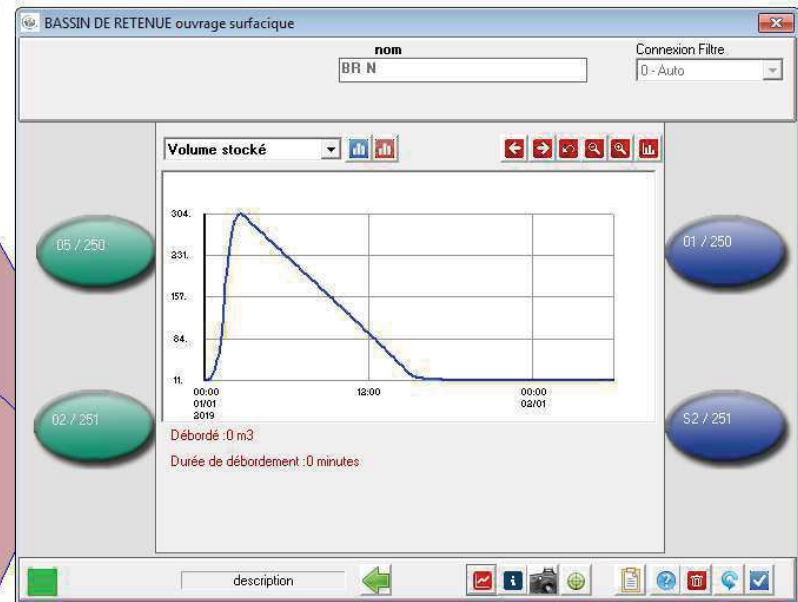 BASSIN DE RETENUE ouvrage surfacique
nom
Connexion Filtre
BR N
0 - Auto
Volume stocké
304.
231.
157.
84.
11.
00:00
01/01
2019
12:00
00:00
02/01
05 / 250
02 / 251
01 / 250
S2 / 251
Débordé :0 m3
Durée de débordement :0 minutes
description